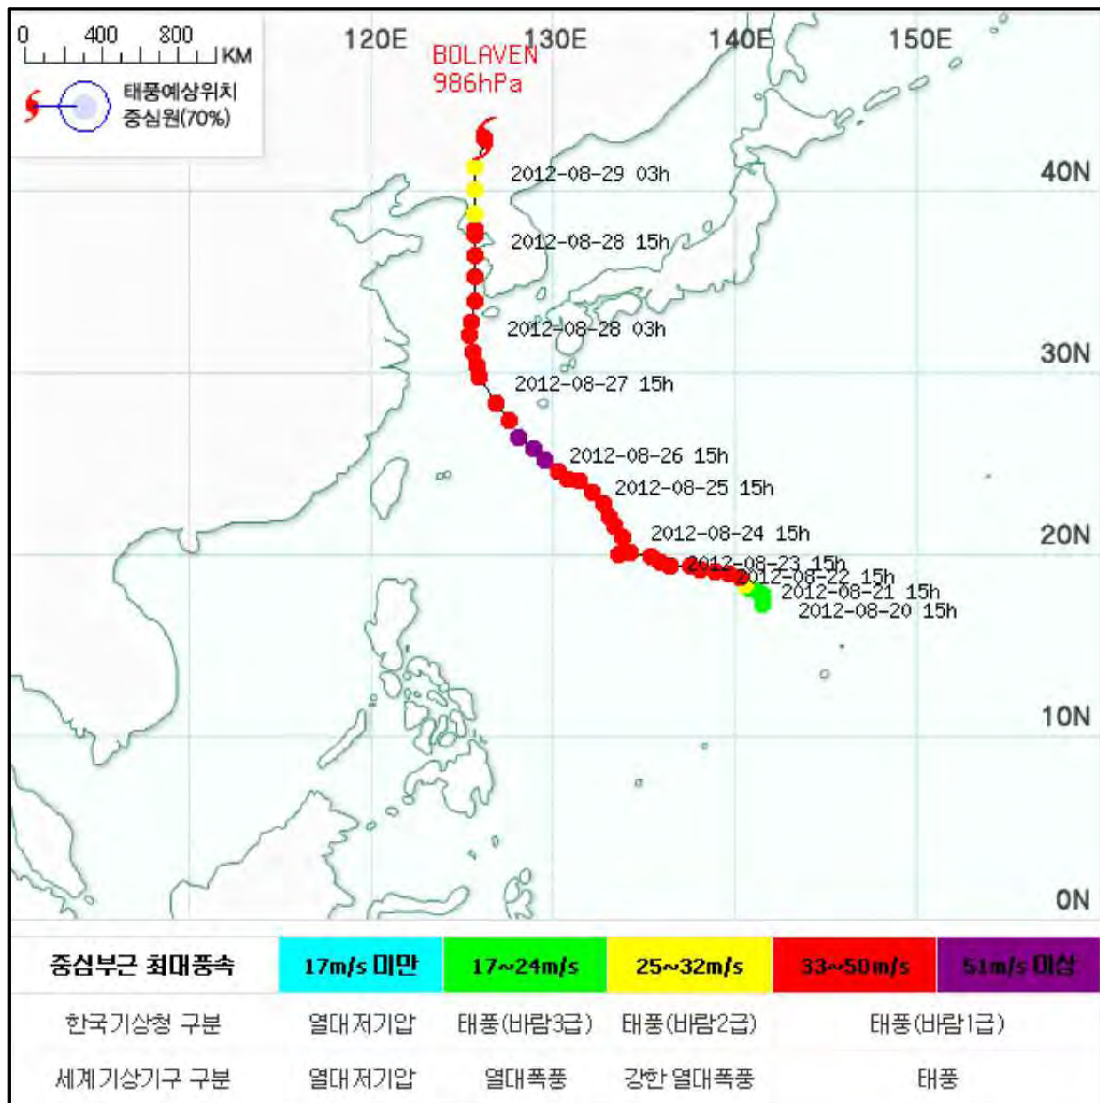 0 400 800 KM
태풍예상위치
중심원(70%)
120E 130E 140E 150E
BOLAVEN
986hPa
2012-08-29 03h
40N
2012-08-28 15h
2012-08-28 03h
30N
2012-08-27 15h
2012-08-26 15h
2012-08-25 15h
2012-08-24 15h
20N
2012-08-23 15h
2012-08-22 15h
2012-08-21 15h
2012-08-20 15h
10N
0N
중심부근 최대풍속 17m/s 미만 17~24m/s 25~32m/s 33~50m/s 51m/s 이상
한국기상청 구분 열대저기압 태풍(바람3급) 태풍(바람2급) 태풍(바람1급)
세계기상기구 구분 열대저기압 열대폭풍 강한 열대폭풍 태풍